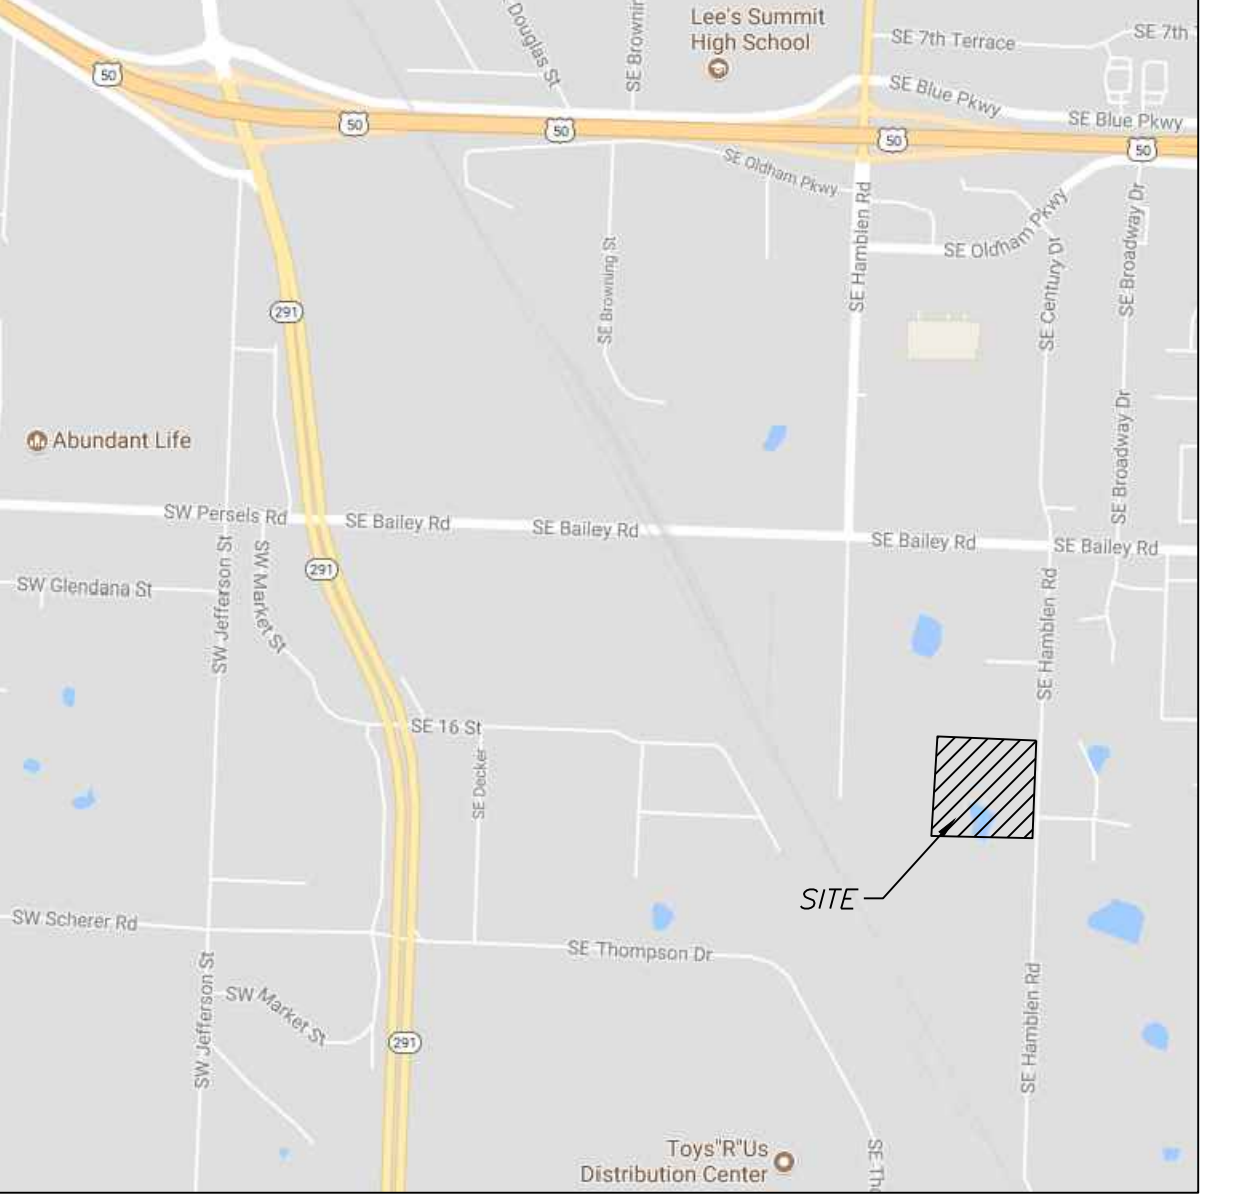 Lee's Summit
High School
SE 7th Terrace
SE 7th
Douglas St
SE Browning
50
SE Blue Pkwy
SE Blue Pkwy
50
50
50
50
SE Oldham Pkwy
SE Hamblen Rd
SE Oldham Pkwy
SE Browning St
SE Century Dt
SE Broadway Dr
291
Abundant Life
SE Broadway Dr
SW Persels Rd
SE Bailey Rd
SE Bailey Rd
SE Bailey Rd
SE Bailey Rd
291
SW Glendana St
SW Jefferson St
SW Market St
SE Hamblen Rd
SE 16 St
SE Decker
SITE
SW Scherer Rd
SE Thompson Dr
SW Jefferson St
SW Market St
291
SE Hamblen Rd
Toys"R"Us
Distribution Center
SE Tho